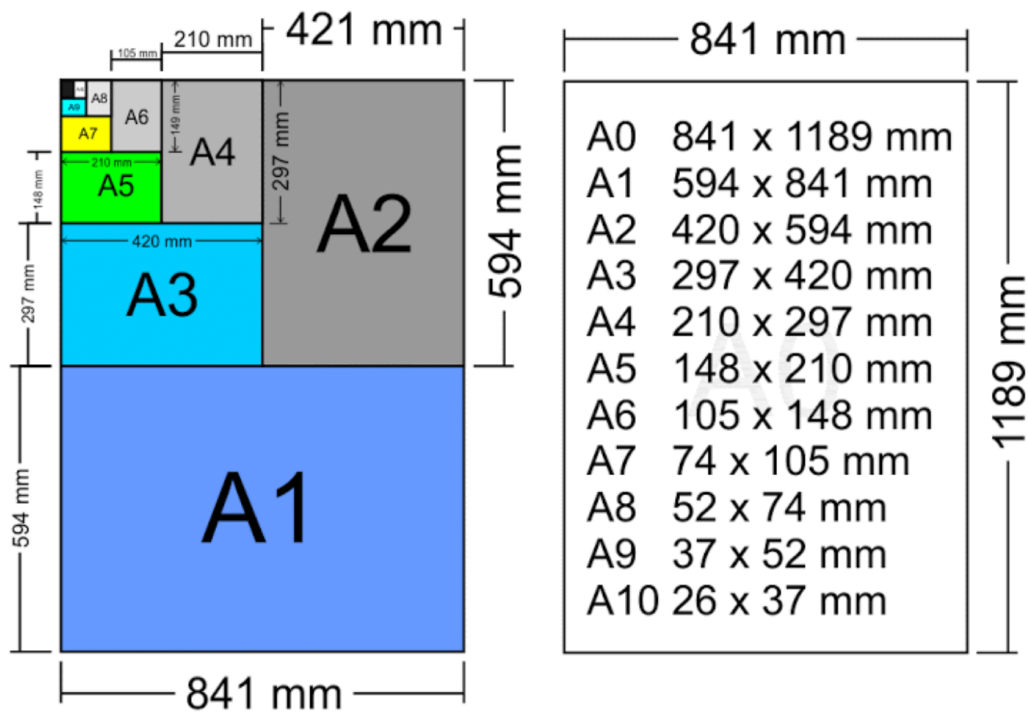 421 mm
210 mm
105 mm
A8
A9
A7
A6
149 mm
A4
297 mm
A2
594 mm
210 mm
A5
148 mm
420 mm
A3
297 mm
A1
594 mm
841 mm
841 mm
A0 841 x 1189 mm
A1 594 x 841 mm
A2 420 x 594 mm
A3 297 x 420 mm
A4 210 x 297 mm
A5 148 x 210 mm
A6 105 x 148 mm
A7 74 x 105 mm
A8 52 x 74 mm
A9 37 x 52 mm
A10 26 x 37 mm
A0
1189 mm